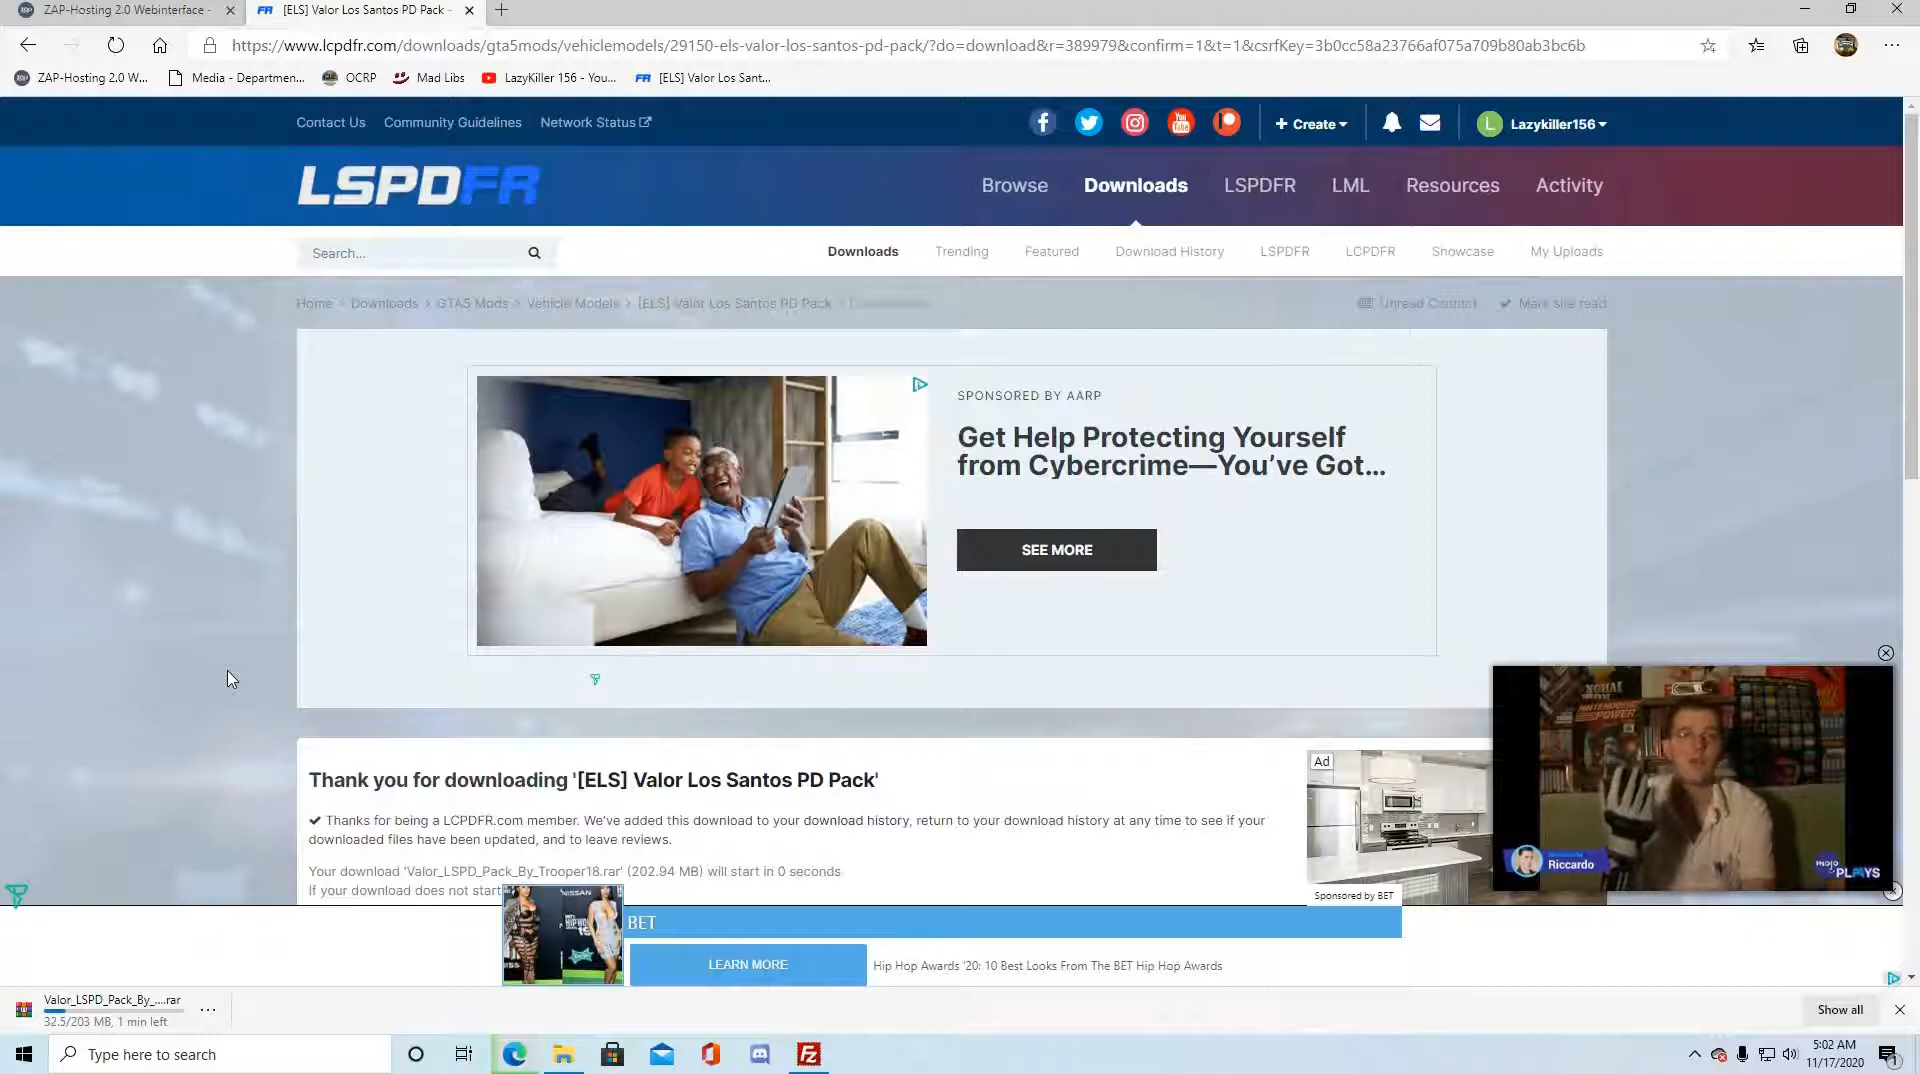 ZAP-Hosting 2.0 Webinterface -
FR [ELS] Valor Los Santos PD Pack -
https://www.lcpdfr.com/downloads/gta5mods/vehiclemodels/29150-els-valor-los-santos-pd-pack/?do=download&r=389979&confirm=1&t=1&csrfKey=3b0cc58a23766af075a709b80ab3bc6b
ZAP-Hosting 2.0 W... Media - Departmen... OCRP Mad Libs LazyKiller 156 - You... FR [ELS] Valor Los Sant...
Contact Us Community Guidelines Network Status
+ Create L Lazykiller156
LSPDFR
Browse Downloads LSPDFR LML Resources Activity
Search...
Downloads Trending Featured Download History LSPDFR LCPDFR Showcase My Uploads
Home > Downloads > GTA5 Mods > Vehicle Models > [ELS] Valor Los Santos PD Pack >
Unread Content Mark site read
SPONSORED BY AARP
Get Help Protecting Yourself
from Cybercrime—You've Got...
SEE MORE
NINTENDO
POWER
Riccardo
MOJO
PLAYS
Thank you for downloading '[ELS] Valor Los Santos PD Pack'
Thanks for being a LCPDFR.com member. We've added this download to your download history, return to your download history at any time to see if your
downloaded files have been updated, and to leave reviews.
Your download 'Valor_LSPD_Pack_By_Trooper18.rar' (202.94 MB) will start in 0 seconds
If your download does not start
Ad
Sponsored by BET
NISSAN
BET
LEARN MORE
Hip Hop Awards '20: 10 Best Looks From The BET Hip Hop Awards
Valor_LSPD_Pack_By_....rar
32.5/203 MB, 1 min left
Show all
Type here to search
5:02 AM
11/17/2020
1